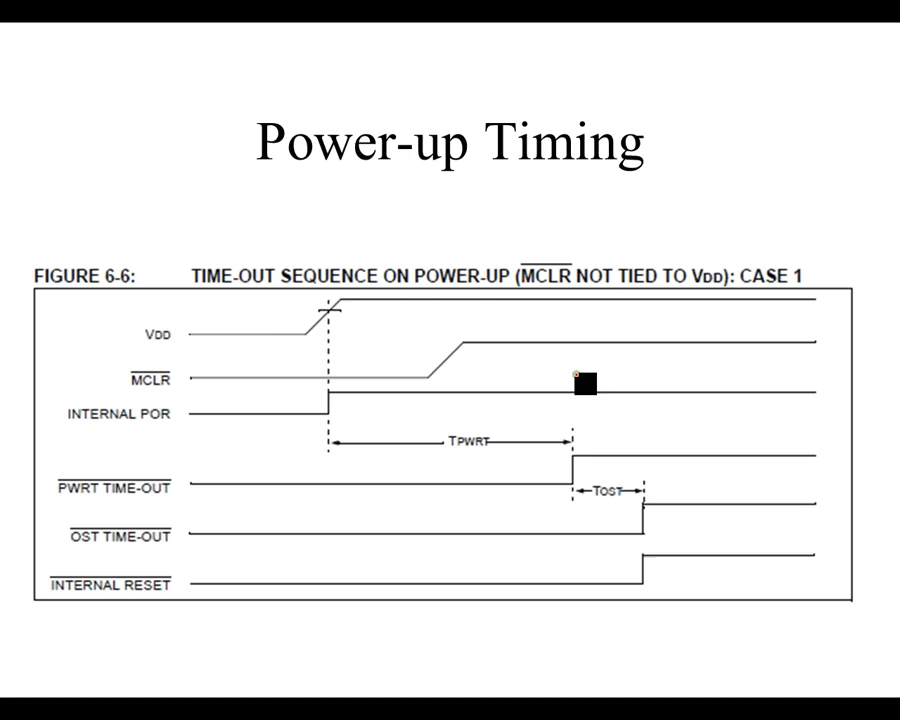 Power-up Timing
FIGURE 6-6: TIME-OUT SEQUENCE ON POWER-UP (MCLR NOT TIED TO VDD): CASE 1
VDD
MCLR
INTERNAL POR
TPWRT
PWRT TIME-OUT
TOST
OST TIME-OUT
INTERNAL RESET